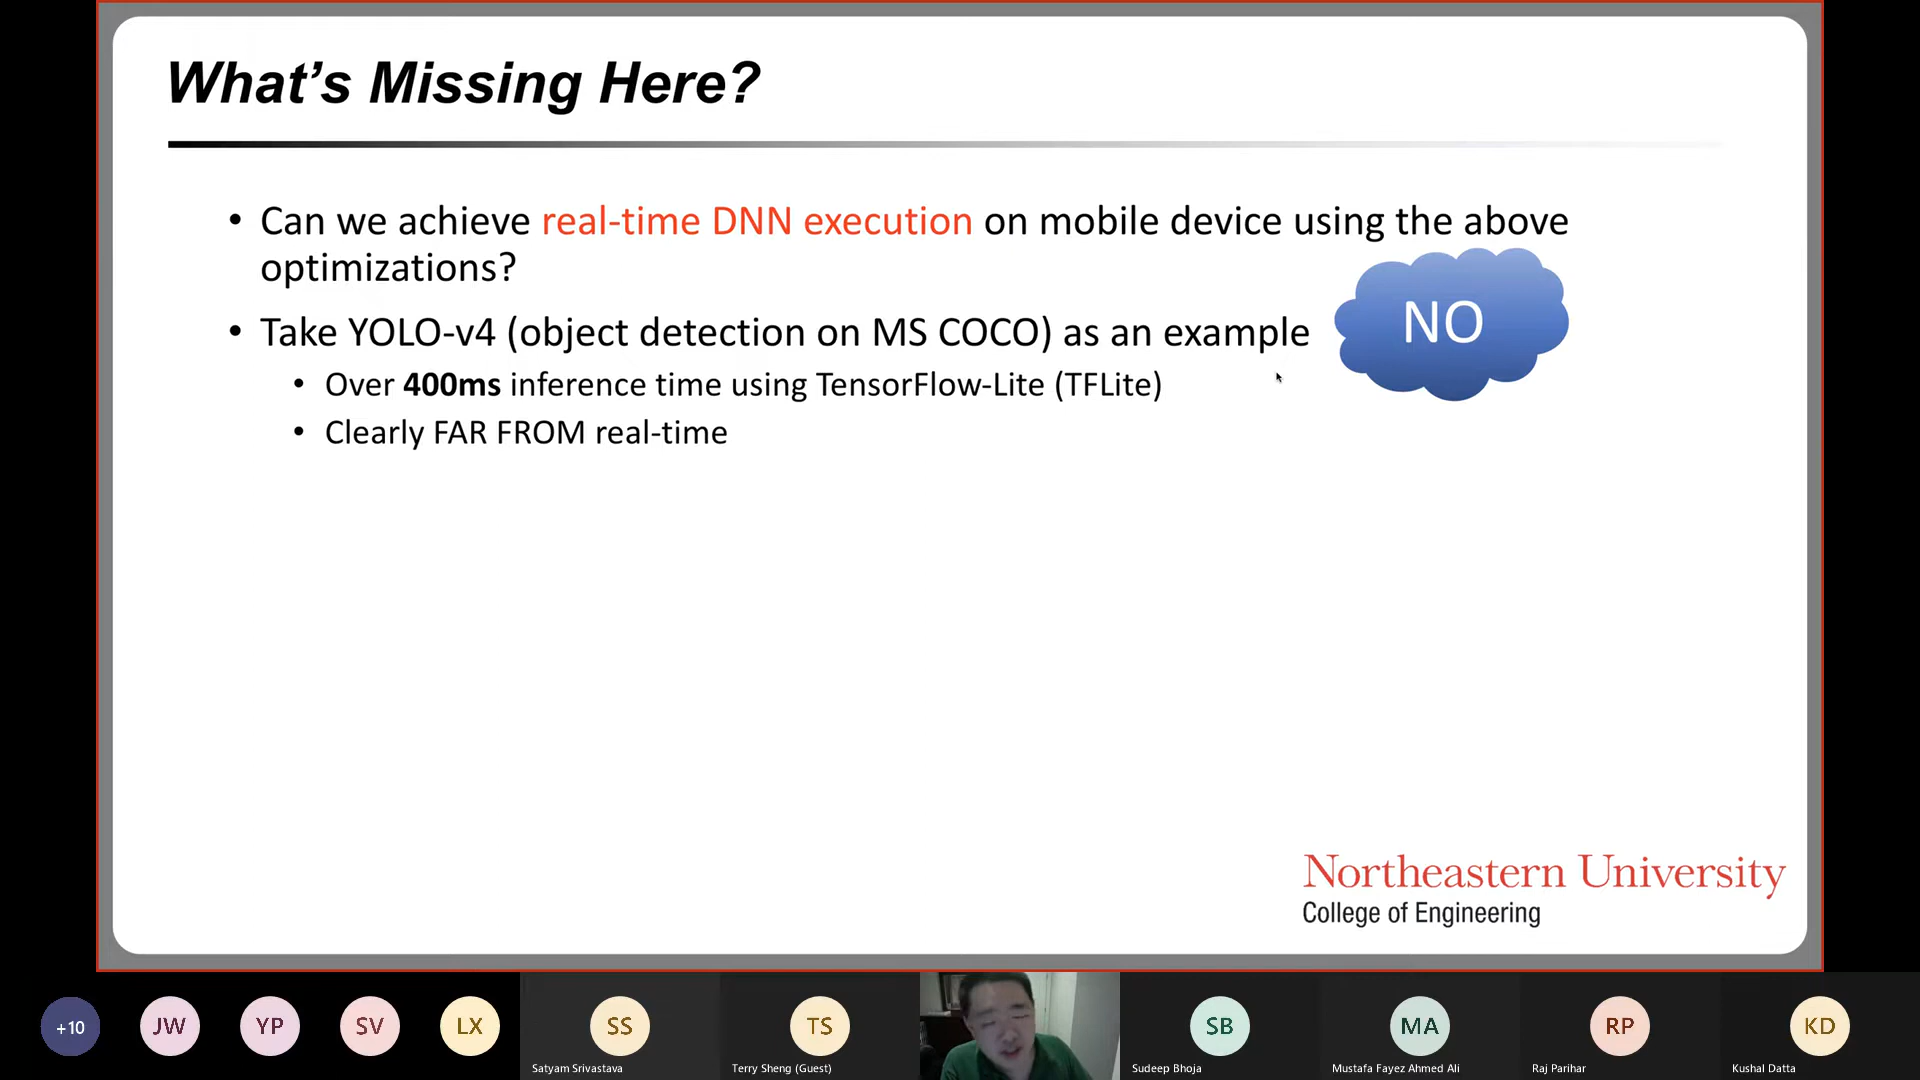 What's Missing Here?
• Can we achieve real-time DNN execution on mobile device using the above
optimizations?
NO
• Take YOLO-v4 (object detection on MS COCO) as an example
• Over 400ms inference time using TensorFlow-Lite (TFLite)
• Clearly FAR FROM real-time
Northeastern University
College of Engineering
+10
JW
YP
SV
LX
SS
TS
SB
MA
RP
KD
Satyam Srivastava
Terry Sheng (Guest)
Sudeep Bhoja
Mustafa Fayez Ahmed Ali
Raj Parihar
Kushal Datta